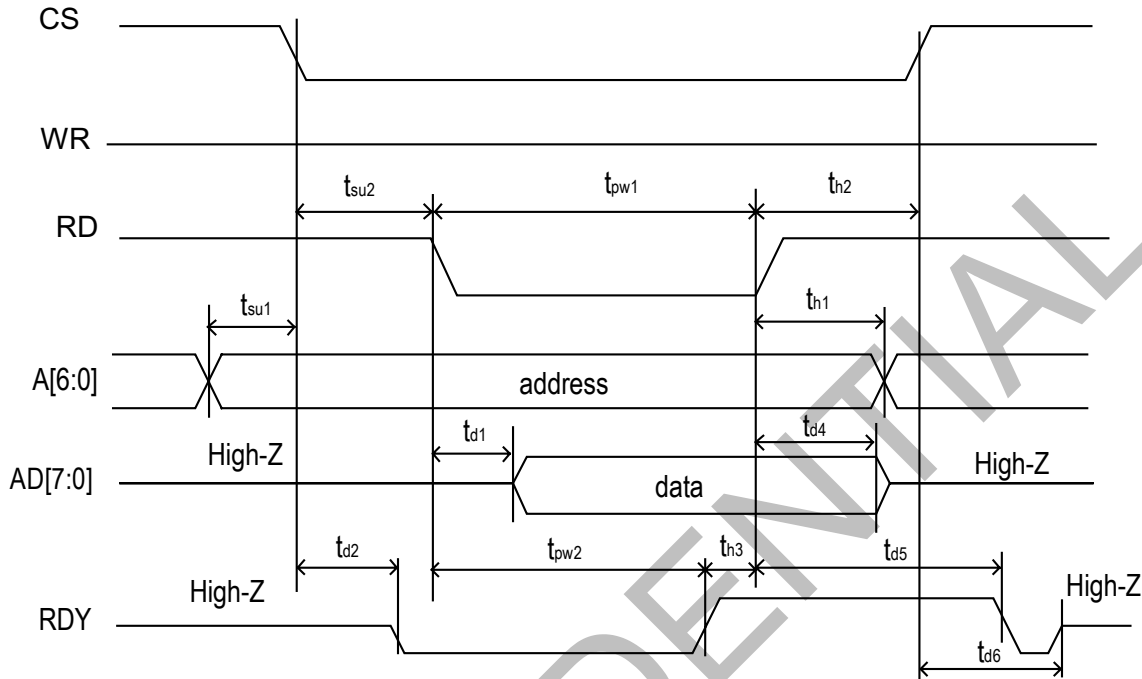 CS
WR
tsu2 tpw1 th2
RD
tsu1 th1
A[6:0] address
td1 td4
High-Z High-Z
AD[7:0] data
td2 tpw2 th3 td5
High-Z High-Z
RDY
td6
DENTIAL